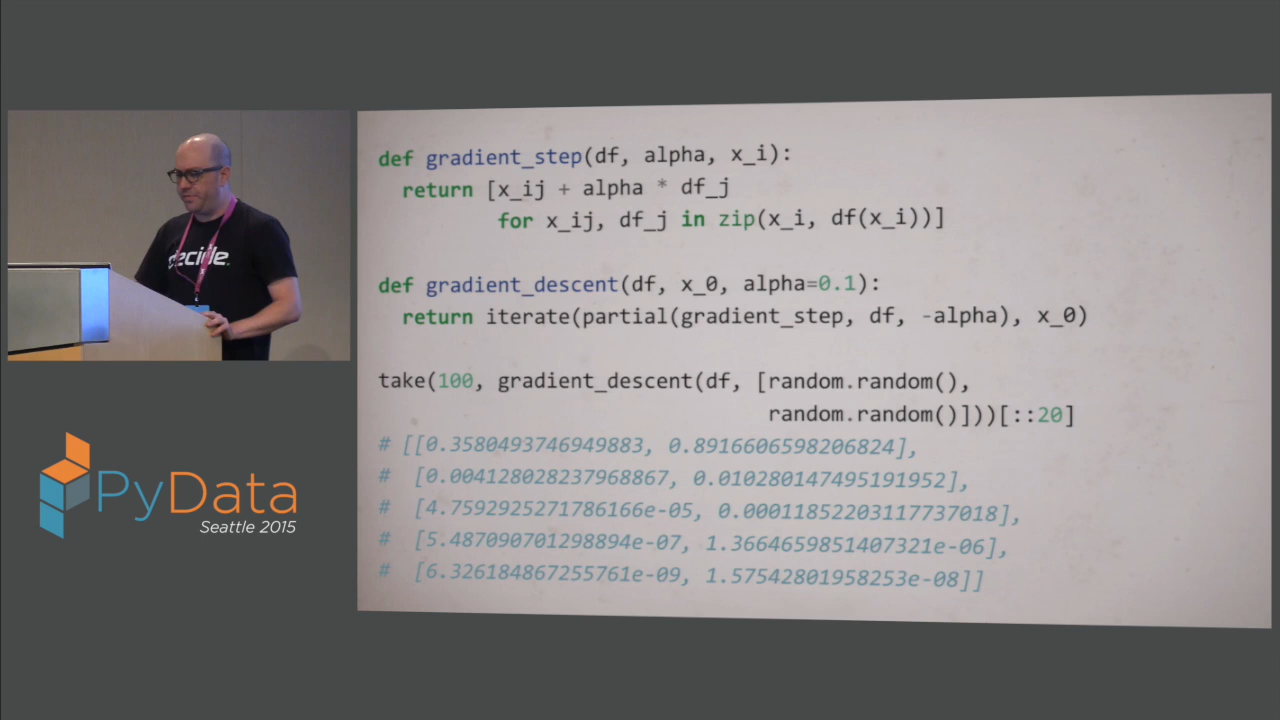 def gradient_step(df, alpha, x_i):
return [x_ij + alpha * df_j
for x_ij, df_j in zip(x_i, df(x_i))]
def gradient_descent(df, x_0, alpha=0.1):
return iterate(partial(gradient_step, df, -alpha), x_0)
take(100, gradient_descent(df, [random.random(),
random.random()]))[::20]
# [[0.3580493746949883, 0.8916606598206824],
# [0.004128028237968867, 0.010280147495191952],
# [4.7592925271786166e-05, 0.00011852203117737018],
# [5.487090701298894e-07, 1.36646598514073​21e-06],
# [6.326184867255761e-09, 1.57542801958253e-08]]
ecide
PyData
Seattle 2015